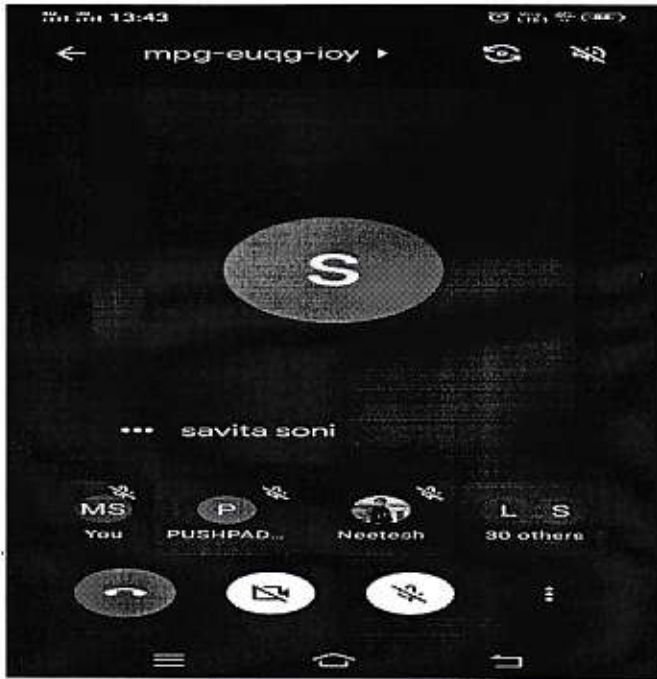 13:43
mpg-euqg-ioy
S
savita soni
MS P L S
You PUSHPAD... Neetesh 30 others